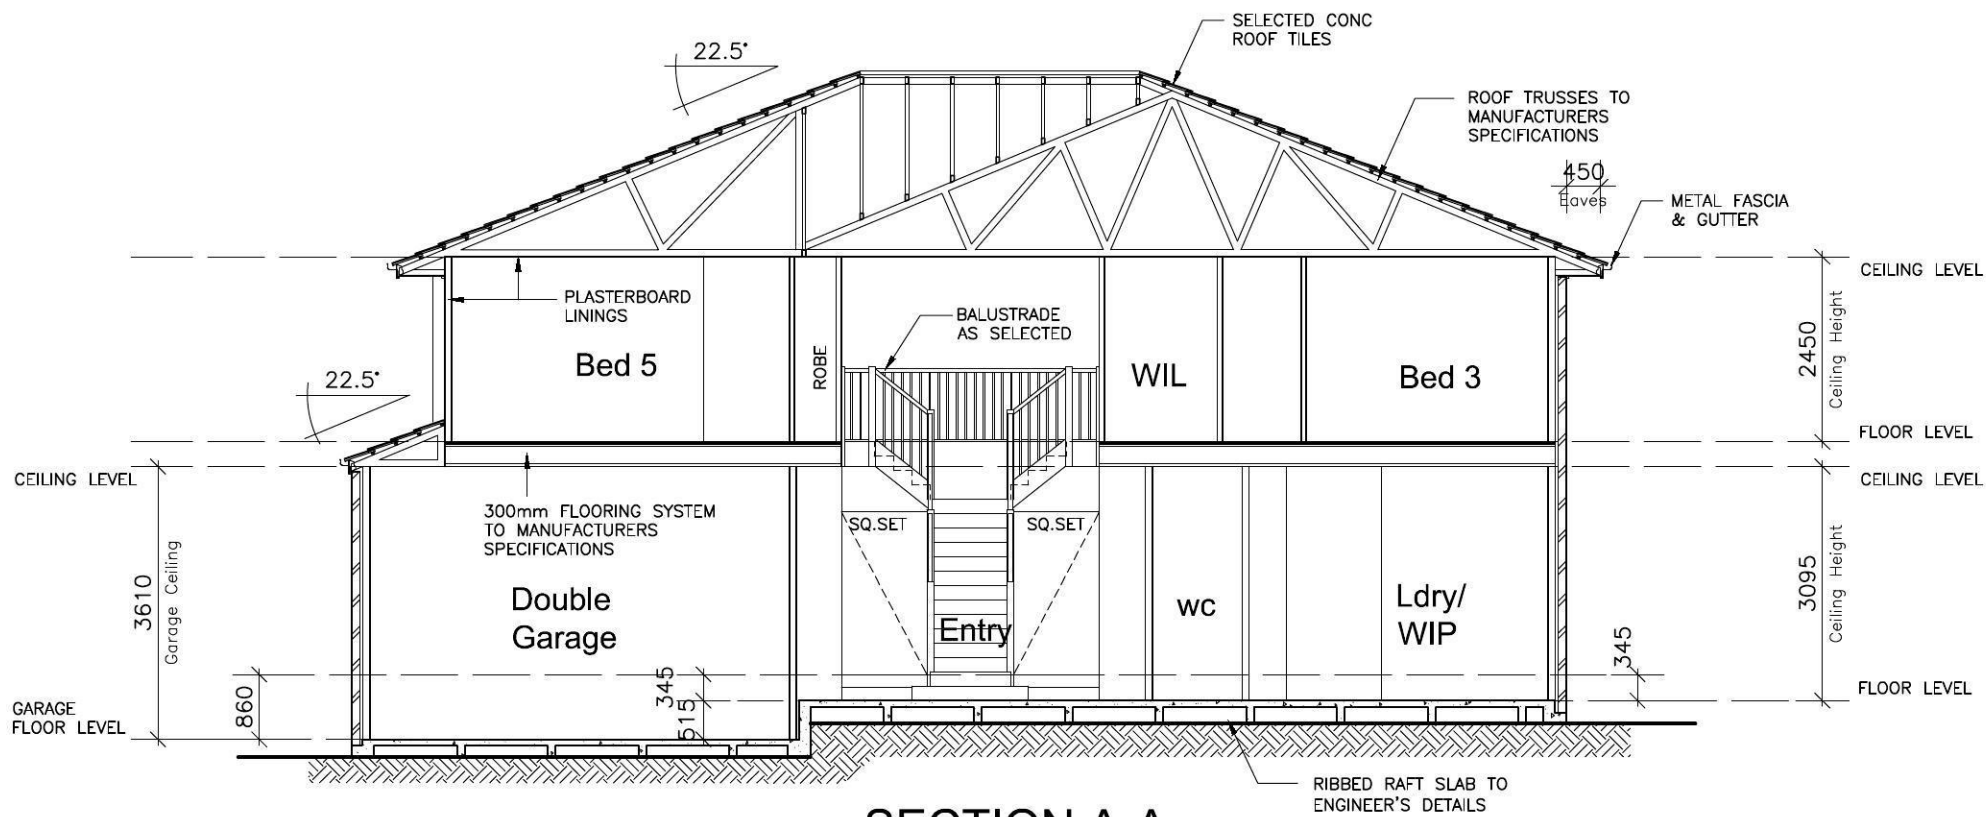 SELECTED CONC
ROOF TILES
22.5°
ROOF TRUSSES TO
MANUFACTURERS
SPECIFICATIONS
450
Eaves
METAL FASCIA
& GUTTER
CEILING LEVEL
PLASTERBOARD
LININGS
BALUSTRADE
AS SELECTED
2450
Ceiling Height
Bed 5
ROBE
WIL
Bed 3
22.5°
FLOOR LEVEL
CEILING LEVEL
CEILING LEVEL
300mm FLOORING SYSTEM
TO MANUFACTURERS
SPECIFICATIONS
SQ.SET
SQ.SET
3610
Garage Ceiling
3095
Ceiling Height
Double
Garage
Entry
WC
Ldry/
WIP
345
345
860
515
FLOOR LEVEL
GARAGE
FLOOR LEVEL
RIBBED RAFT SLAB TO
ENGINEER'S DETAILS
SECTION A-A